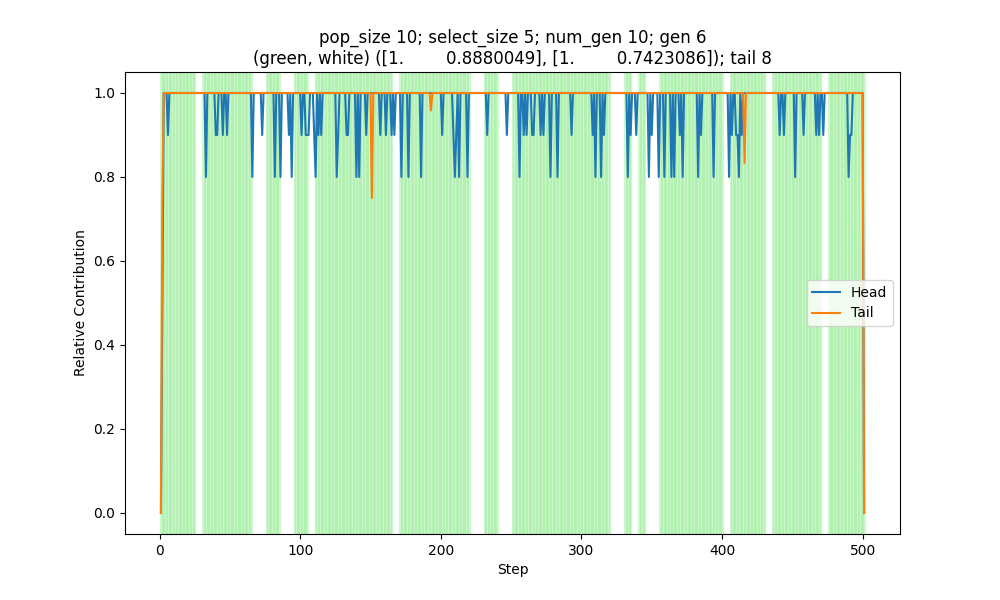 pop_size 10; select_size 5; num_gen 10; gen 6
(green, white) ([1. 0.8880049], [1. 0.7423086]); tail 8
1.0
0.8
0.6
0.4
0.2
0.0
Relative Contribution
Head
Tail
0 100 200 300 400 500
Step